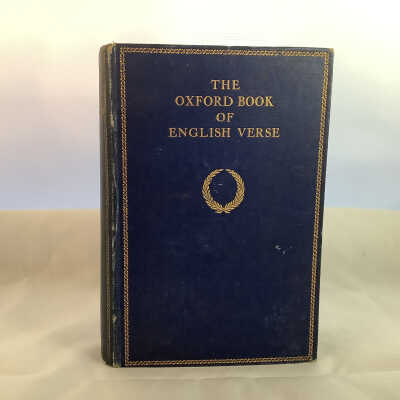 THE
OXFORD BOOK
OF
ENGLISH VERSE